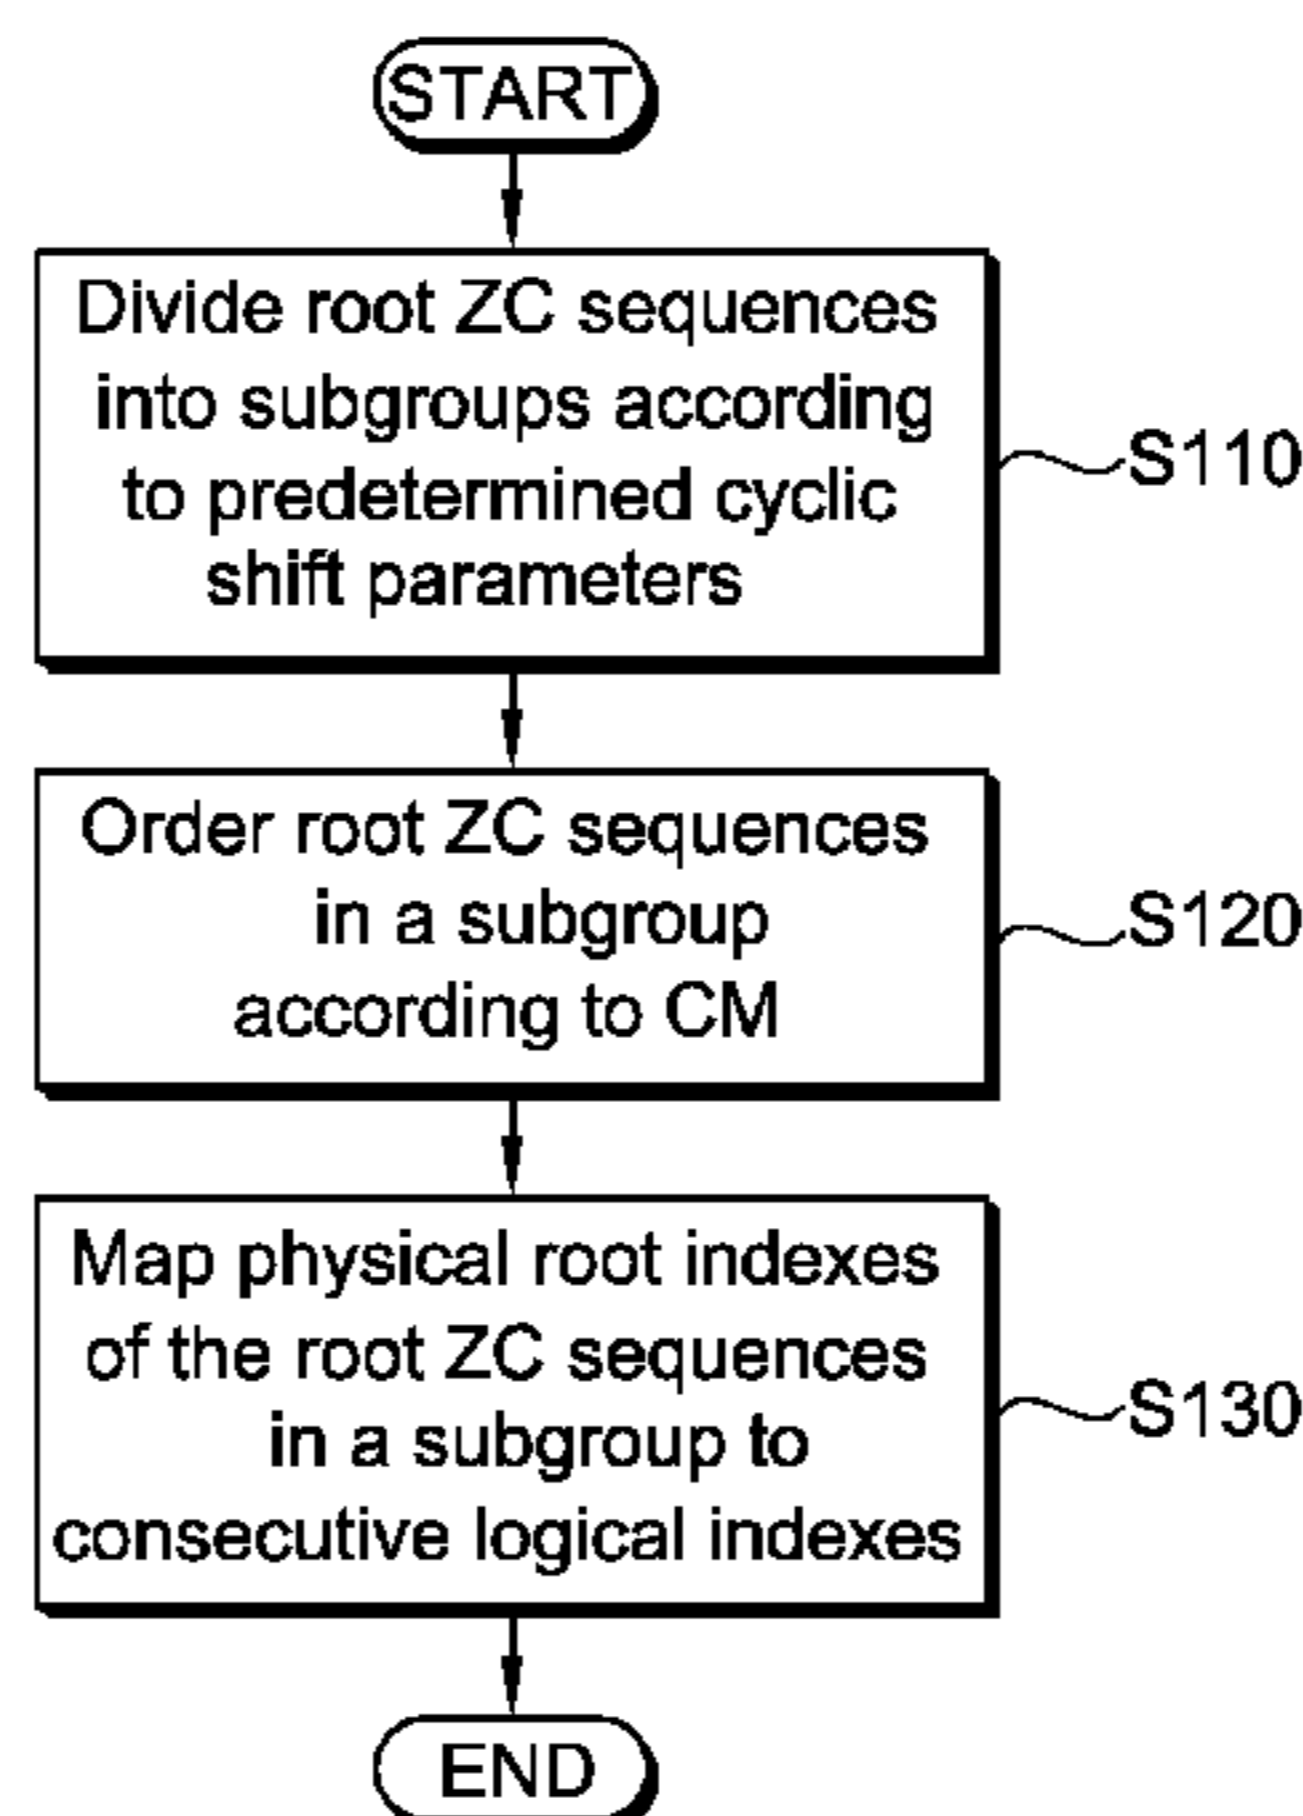 START
Divide root ZC sequences
into subgroups according
to predetermined cyclic
shift parameters
S110
Order root ZC sequences
in a subgroup
according to CM
S120
Map physical root indexes
of the root ZC sequences
in a subgroup to
consecutive logical indexes
S130
END